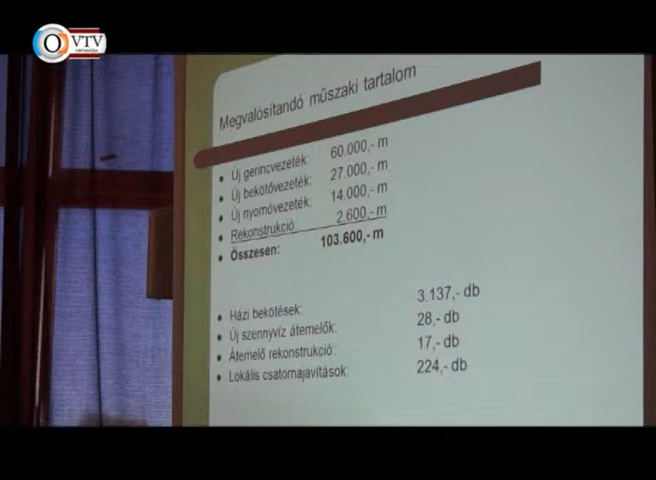 O VTV
Megvalósítandó műszaki tartalom
• Új gerincvezeték: 60.000,- m
• Új bekötővezeték: 27.000,- m
• Új nyomóvezeték: 14.000,- m
• Rekonstrukció: 2.600,- m
• Összesen: 103.600,- m
• Házi bekötések: 3.137,- db
• Új szennyvíz átemelők: 28,- db
• Átemelő rekonstrukció: 17,- db
• Lokális csatornajavítások: 224,- db